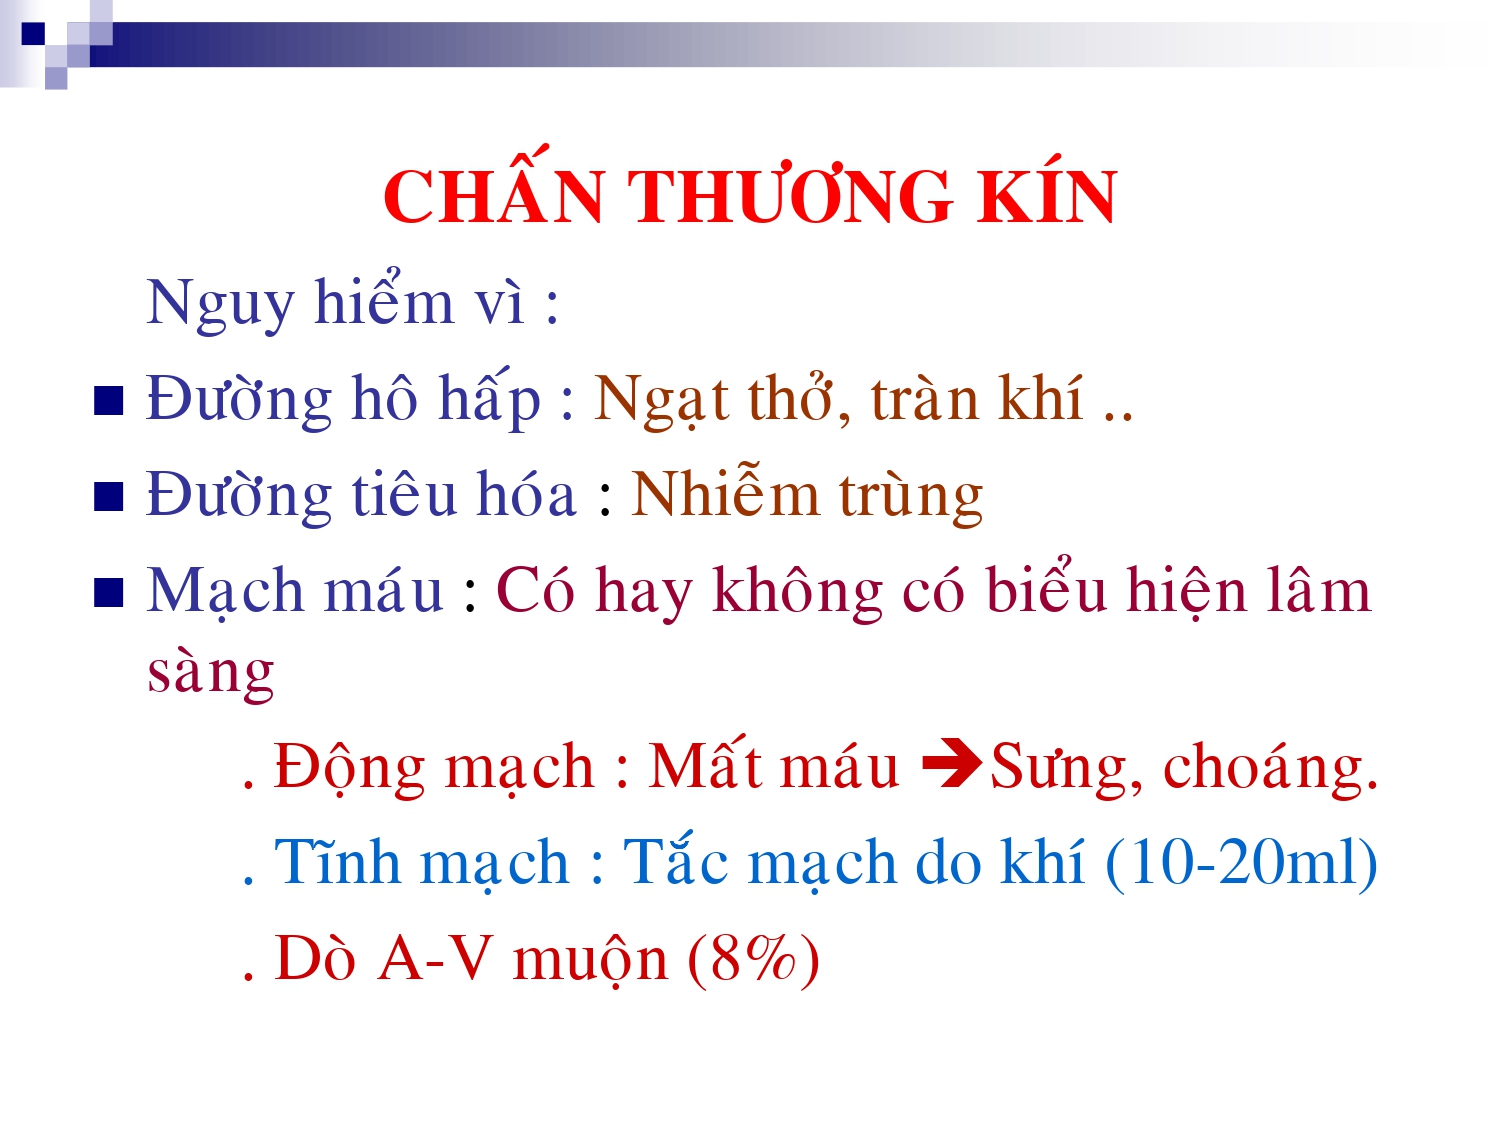 CHẤN THƯƠNG KÍN
Nguy hiểm vì :
Đường hô hấp : Ngạt thở, tràn khí ..
Đường tiêu hóa : Nhiễm trùng
Mạch máu : Có hay không có biểu hiện lâm
sàng
. Động mạch : Mất máu ➔Sưng, choáng.
. Tĩnh mạch : Tắc mạch do khí (10-20ml)
. Dò A-V muộn (8%)